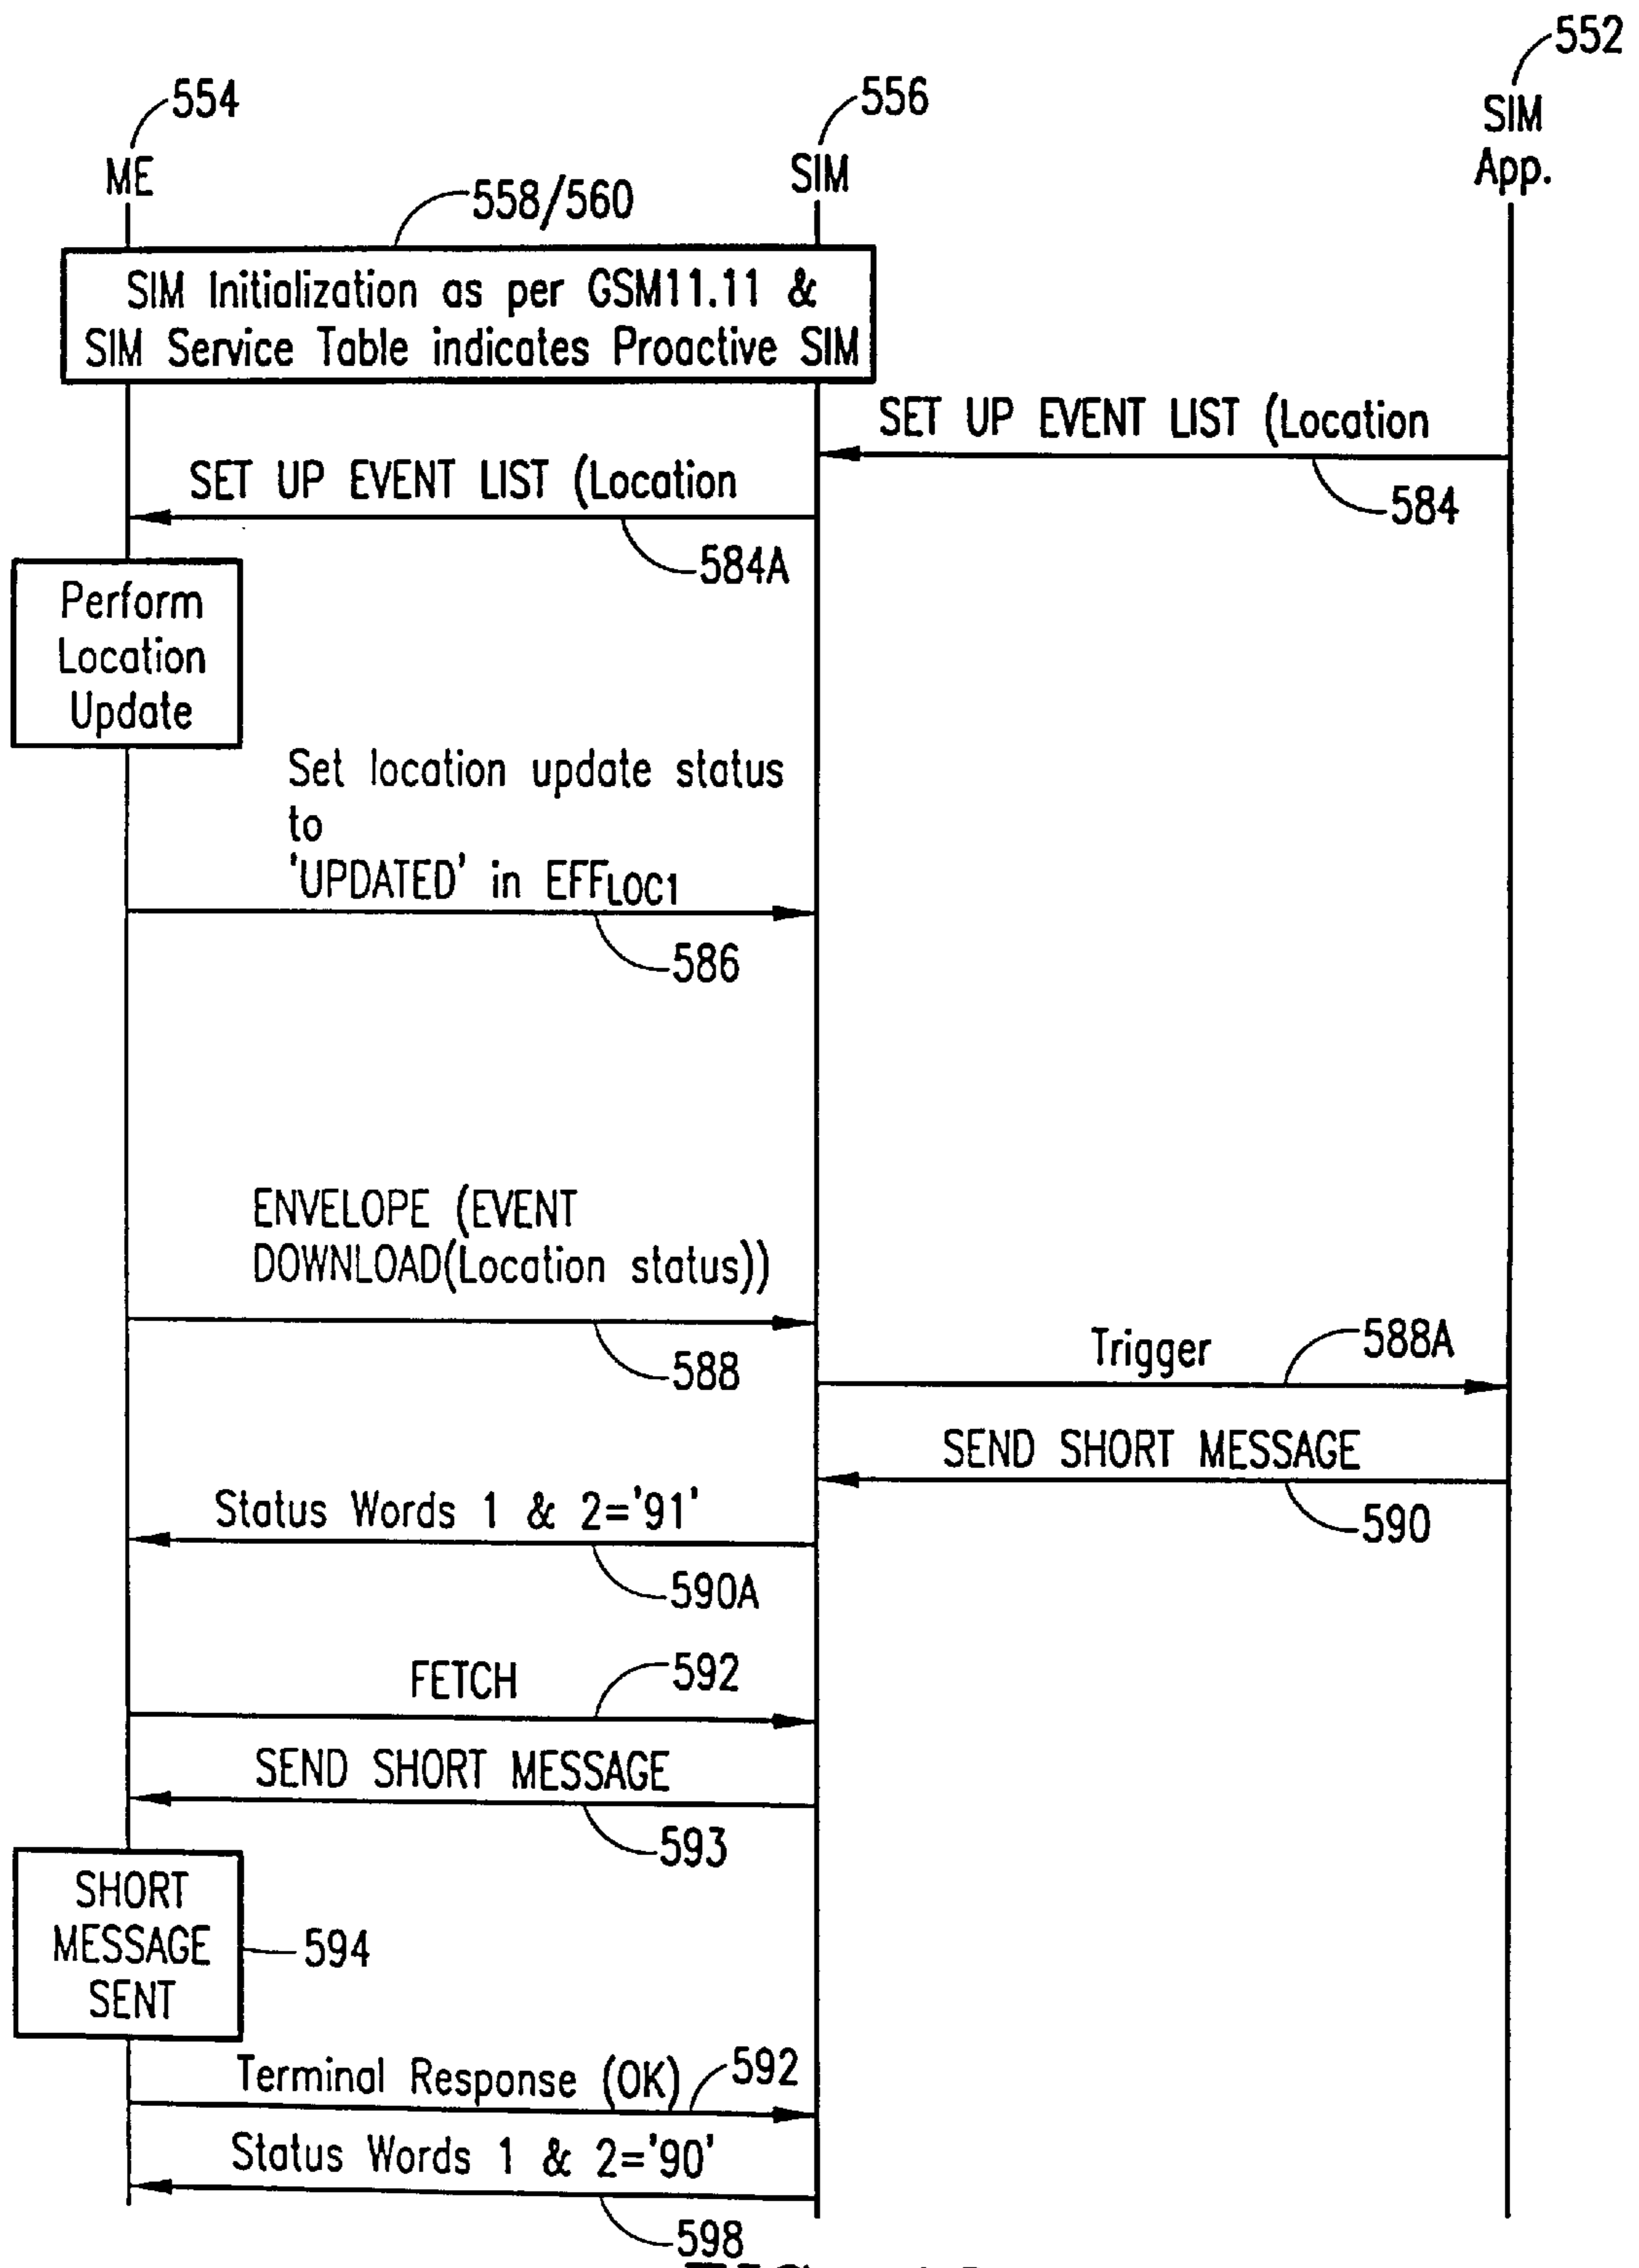 552
SIM
App.
554
ME
556
SIM
558/560
SIM Initialization as per GSM11.11 &
SIM Service Table indicates Proactive SIM
SET UP EVENT LIST (Location
584
SET UP EVENT LIST (Location
584A
Perform
Location
Update
Set location update status
to
'UPDATED' in EFFLOC1
586
ENVELOPE (EVENT
DOWNLOAD(Location status))
588
Trigger
588A
SEND SHORT MESSAGE
590
Status Words 1 & 2='91'
590A
FETCH
592
SEND SHORT MESSAGE
593
SHORT
MESSAGE
SENT
594
Terminal Response (OK)
592
Status Words 1 & 2='90'
598